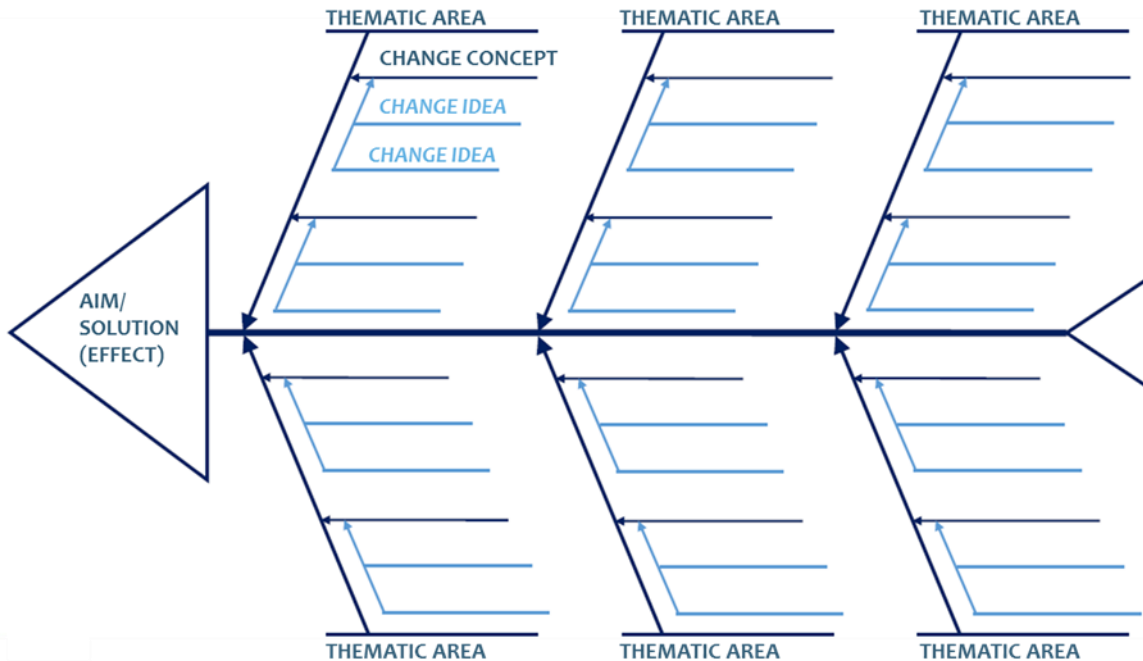 THEMATIC AREA
THEMATIC AREA
THEMATIC AREA
CHANGE CONCEPT
CHANGE IDEA
CHANGE IDEA
AIM/
SOLUTION
(EFFECT)
THEMATIC AREA
THEMATIC AREA
THEMATIC AREA